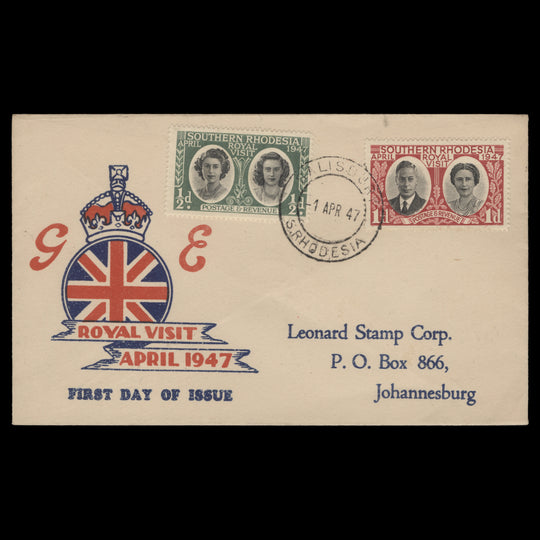 SOUTHERN RHODESIA
APRIL ROYAL 1947
VISIT
½d ½d
POSTAGE & REVENUE
SOUTHERN RHODESIA
APRIL ROYAL 1947
VISIT
1d 1d
POSTAGE & REVENUE
-1 APR 47
S. RHODESIA
G E
ROYAL VISIT
APRIL 1947
FIRST DAY OF ISSUE
Leonard Stamp Corp.
P. O. Box 866,
Johannesburg